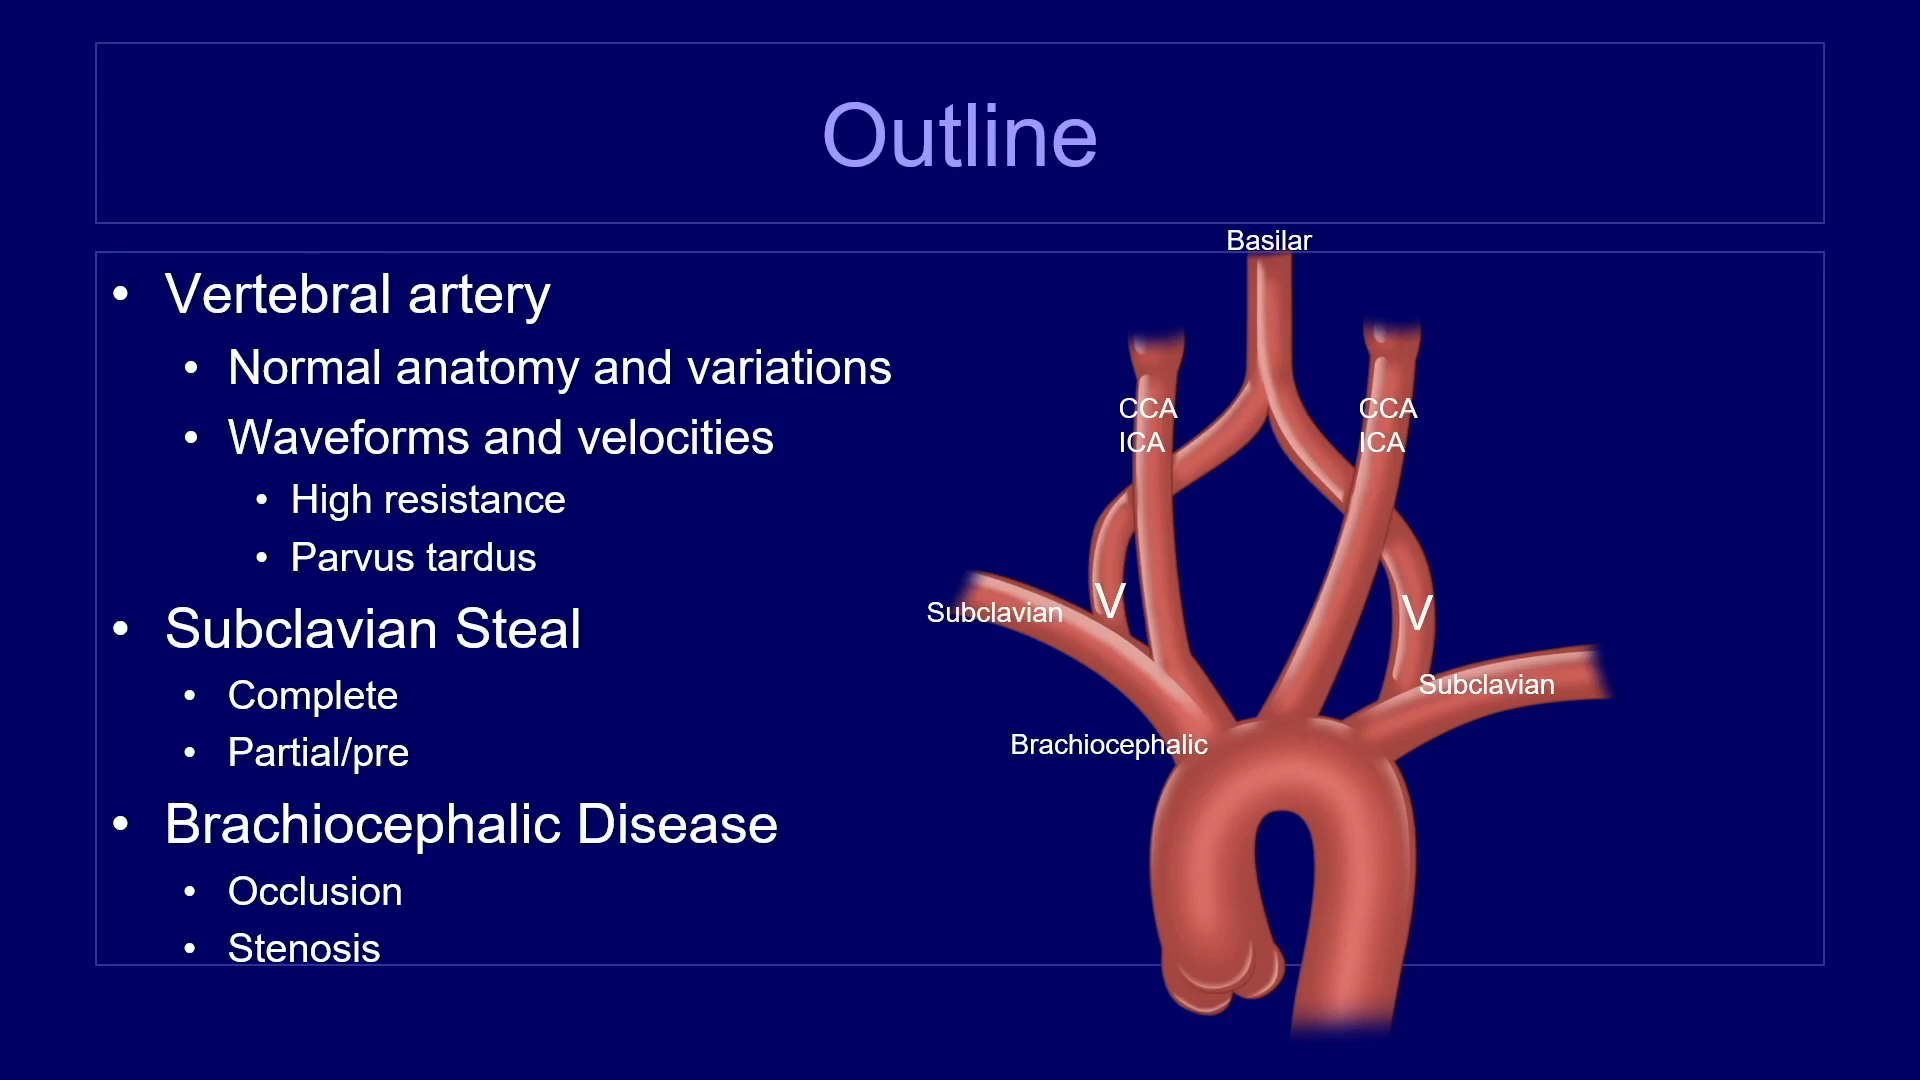 Outline
• Vertebral artery
• Normal anatomy and variations
• Waveforms and velocities
• High resistance
• Parvus tardus
• Subclavian Steal
• Complete
• Partial/pre
• Brachiocephalic Disease
• Occlusion
• Stenosis
Basilar
CCA
ICA
CCA
ICA
V
V
Subclavian
Subclavian
Brachiocephalic